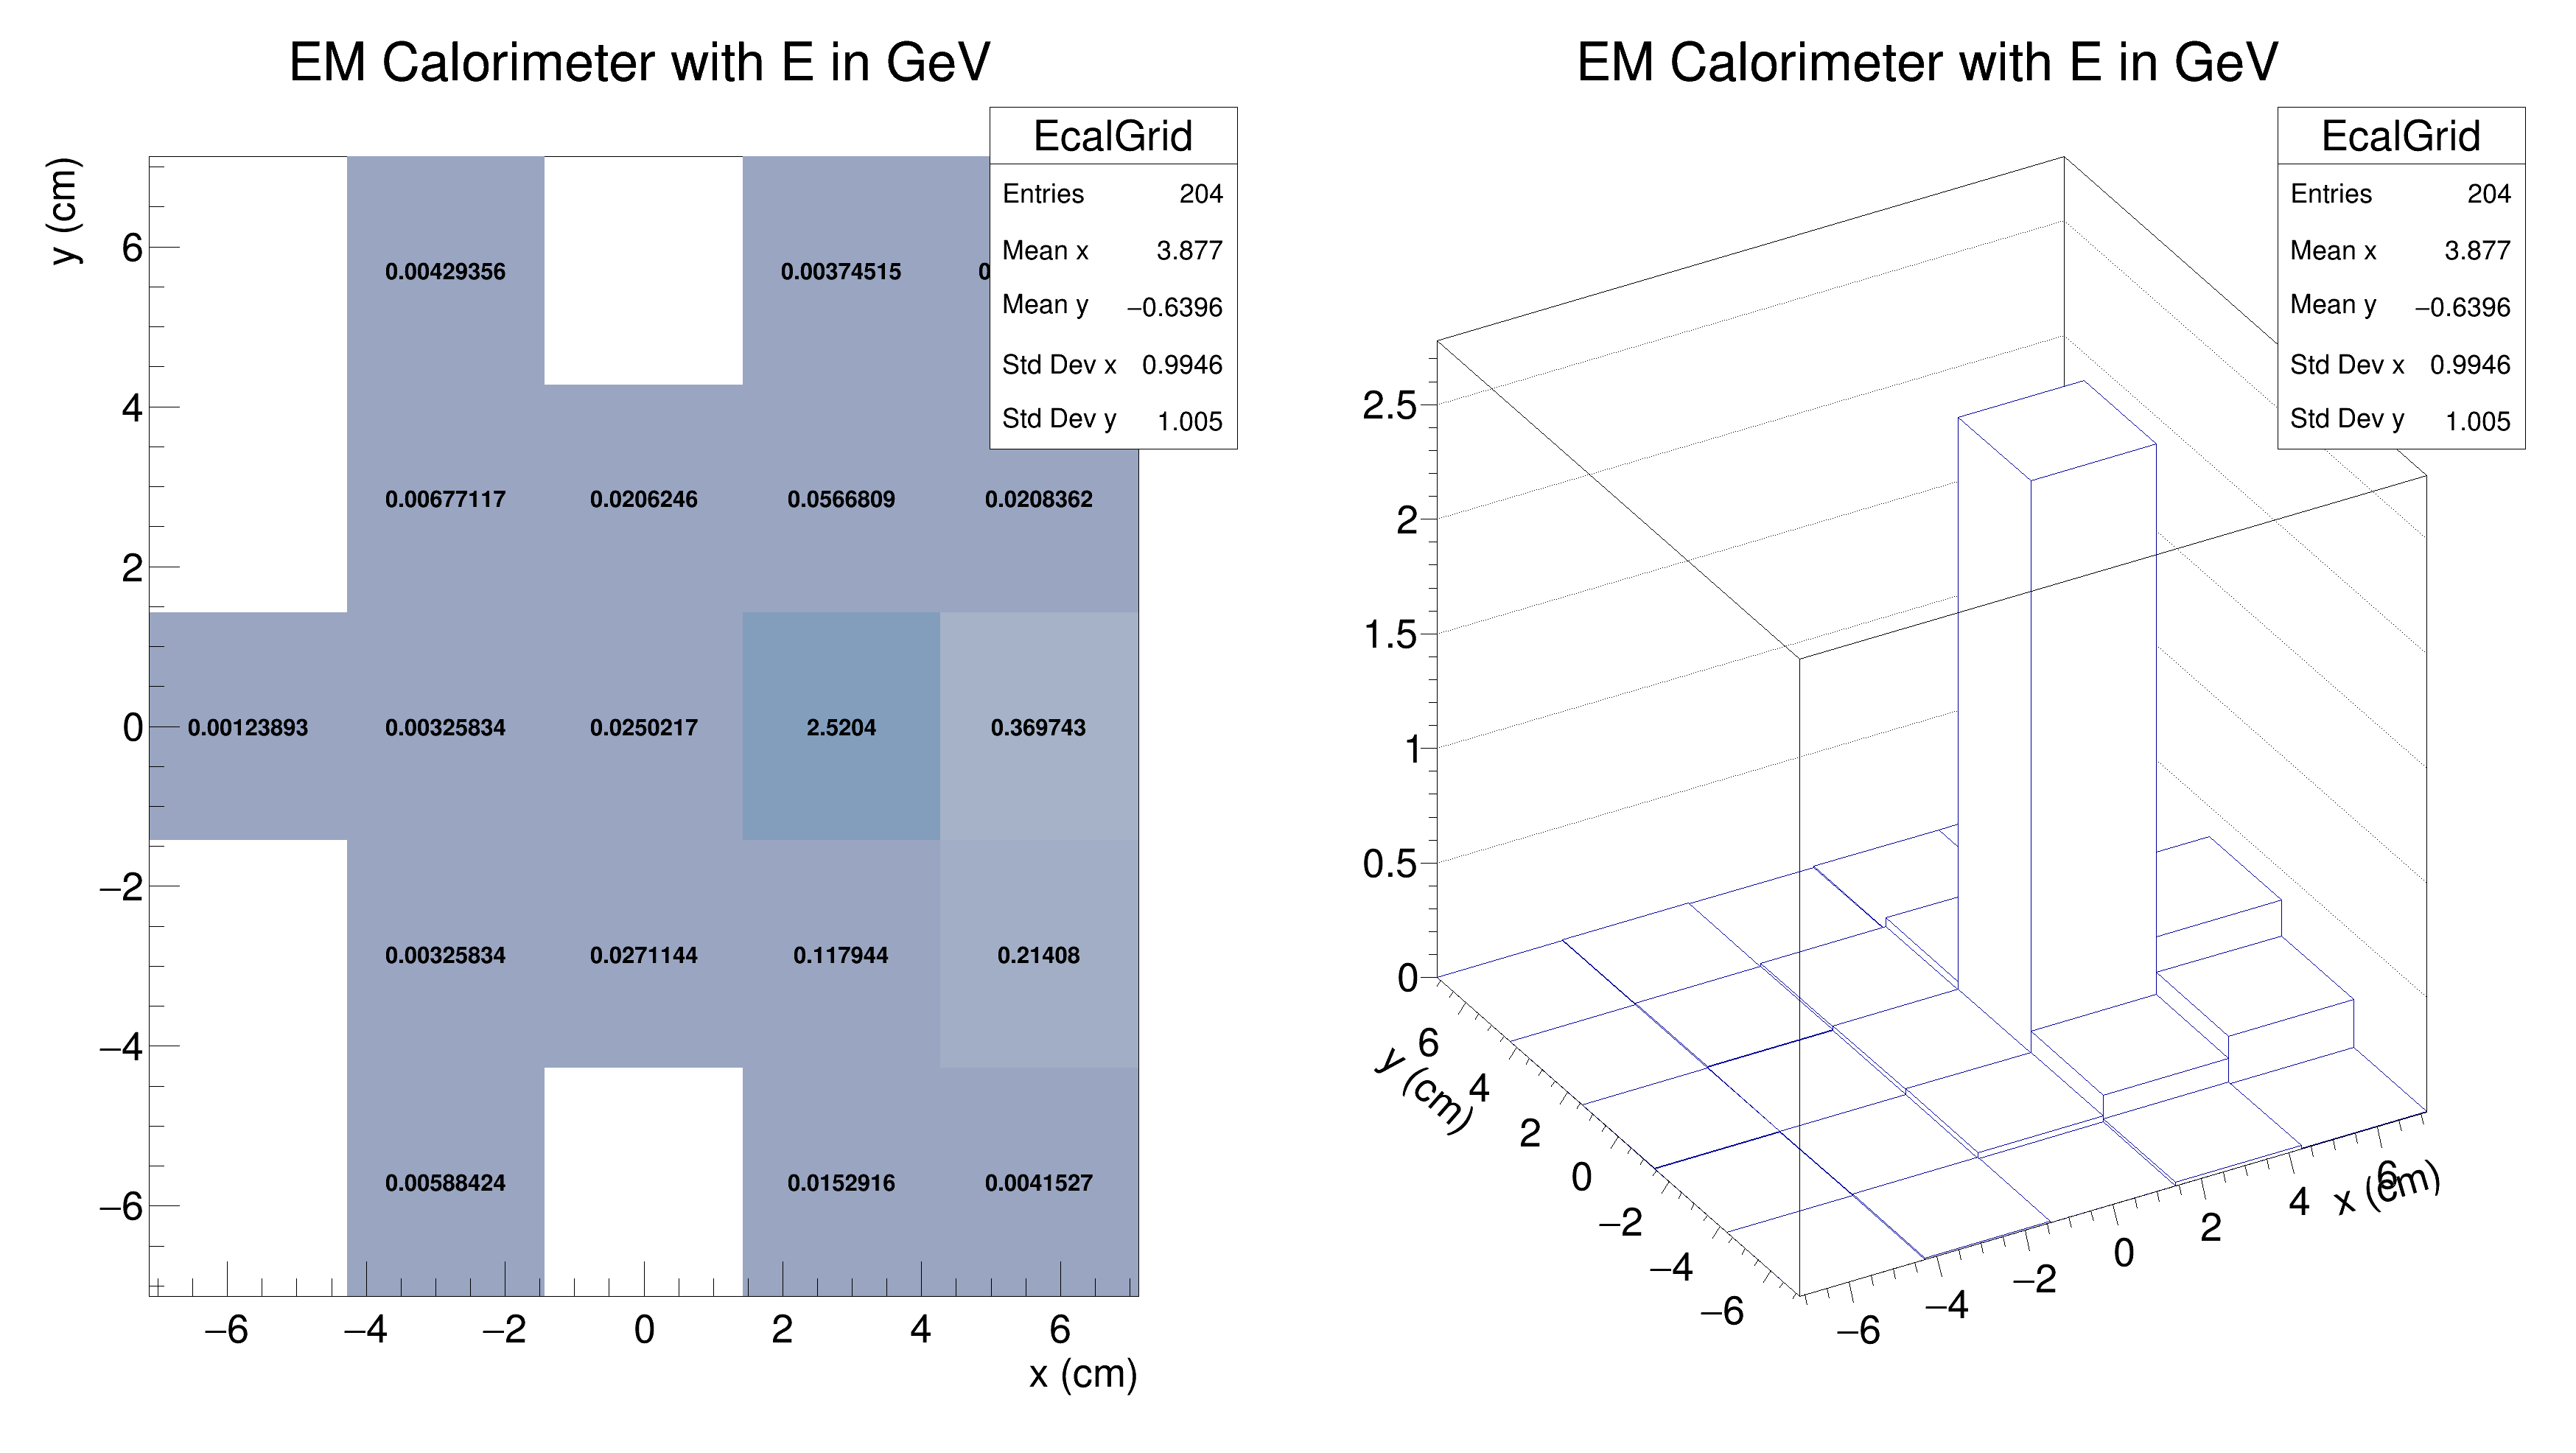 EM Calorimeter with E in GeV
EcalGrid
Entries 204
Mean x 3.877
Mean y −0.6396
Std Dev x 0.9946
Std Dev y 1.005
y (cm)
6
4
2
0
−2
−4
−6
0.00429356 0.00374515
0.00677117 0.0206246 0.0566809 0.0208362
0.00123893 0.00325834 0.0250217 2.5204 0.369743
0.00325834 0.0271144 0.117944 0.21408
0.00588424 0.0152916 0.0041527
−6 −4 −2 0 2 4 6
x (cm)
EM Calorimeter with E in GeV
EcalGrid
Entries 204
Mean x 3.877
Mean y −0.6396
Std Dev x 0.9946
Std Dev y 1.005
2.5
2
1.5
1
0.5
0
6
4
2
0
−2
−4
−6
y (cm)
−6
−4
−2
0
2
4
6
x (cm)